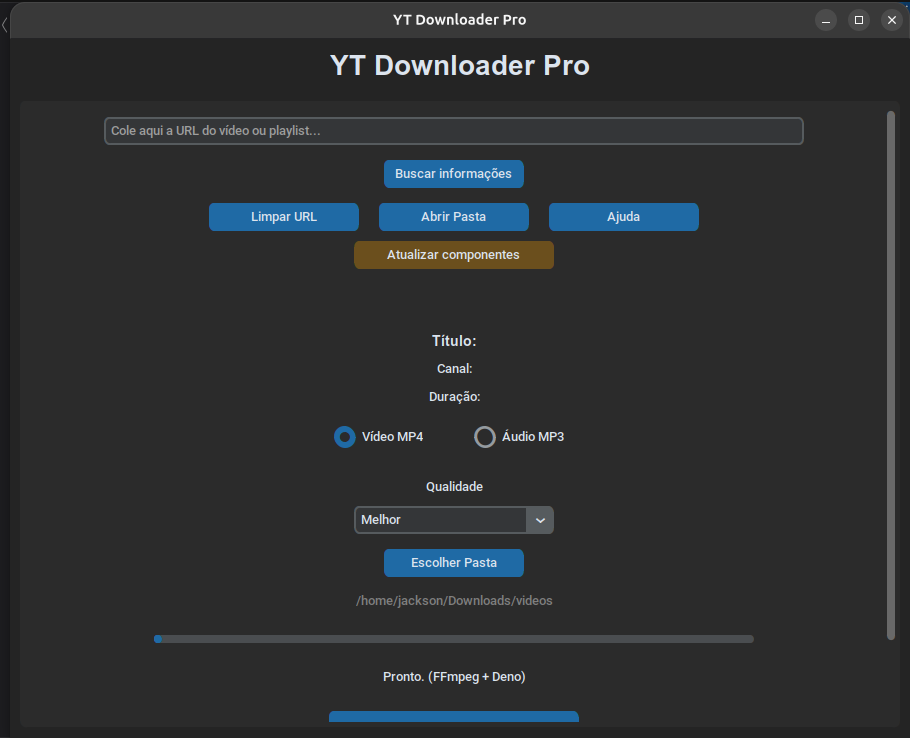 YT Downloader Pro
YT Downloader Pro
Cole aqui a URL do vídeo ou playlist...
Buscar informações
Limpar URL Abrir Pasta Ajuda
Atualizar componentes
Título:
Canal:
Duração:
Vídeo MP4 Áudio MP3
Qualidade
Melhor
Escolher Pasta
/home/jackson/Downloads/videos
Pronto. (FFmpeg + Deno)